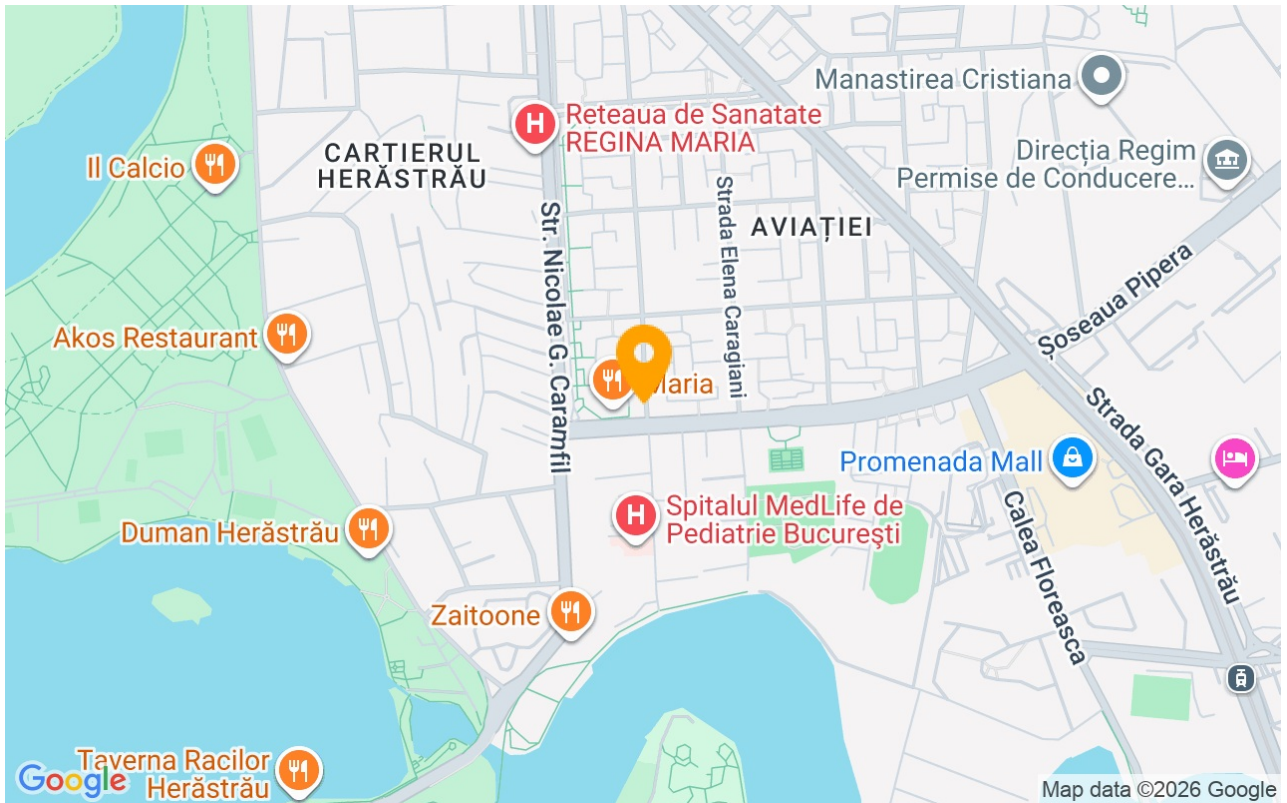 Manastirea Cristiana
Reteaua de Sanatate
REGINA MARIA
Il Calcio
CARTIERUL
HERĂSTRĂU
Direcția Regim
Permise de Conducere...
Strada Elena Caragiani
AVIAȚIEI
Str. Nicolae G. Caramfil
Șoseaua Pipera
Akos Restaurant
Maria
Strada Gara Herăstrău
Promenada Mall
Calea Floreasca
Spitalul MedLife de
Pediatrie Bucureşti
Duman Herăstrău
Zaitoone
Taverna Racilor
Herăstrău
Google
Map data ©2026 Google